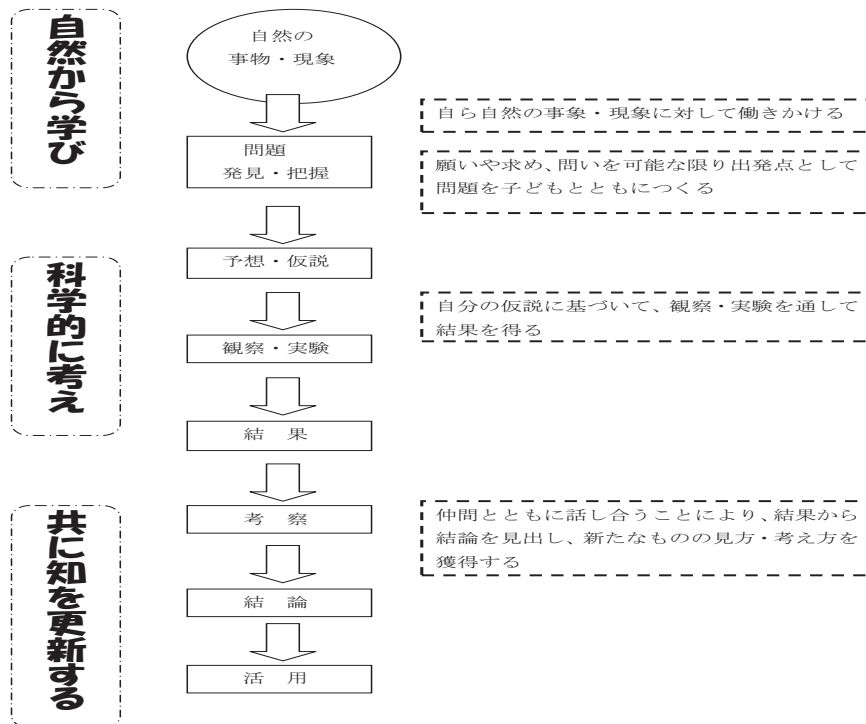 自然から学び
科学的に考え
共に知を更新する
自然の
事物・現象
問題
発見・把握
予想・仮説
観察・実験
結　果
考　察
結　論
活　用
自ら自然の事象・現象に対して働きかける
願いや求め、問いを可能な限り出発点として
問題を子どもとともにつくる
自分の仮説に基づいて、観察・実験を通して
結果を得る
仲間とともに話し合うことにより、結果から
結論を見出し、新たなものの見方・考え方を
獲得する